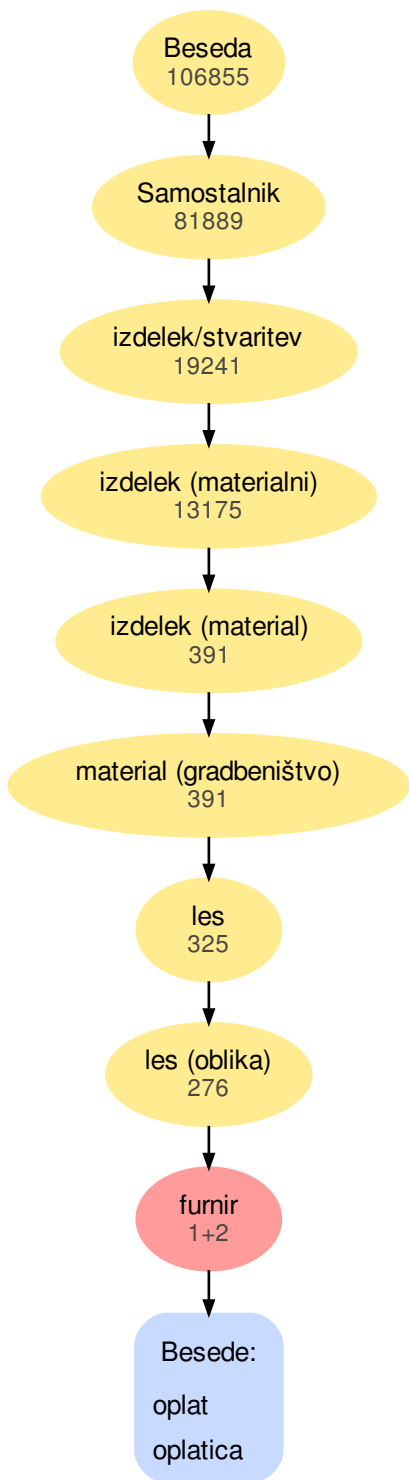 Beseda
106855
Samostalnik
81889
izdelek/stvaritev
19241
izdelek (materialni)
13175
izdelek (material)
391
material (gradbeništvo)
391
les
325
les (oblika)
276
furnir
1+2
Besede:
oplat
oplatica